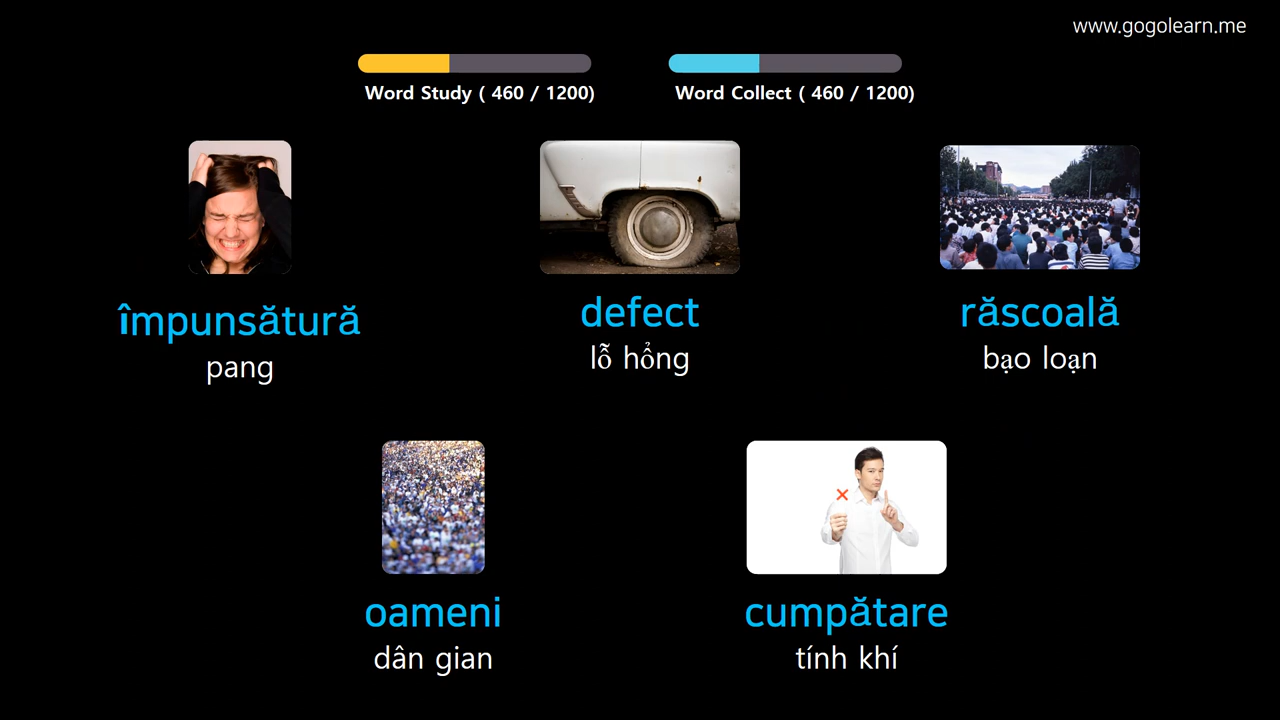 www.gogolearn.me
Word Study ( 460 / 1200)
Word Collect ( 460 / 1200)
împunsătură
pang
defect
lỗ hổng
răscoală
bạo loạn
oameni
dân gian
cumpătare
tính khí